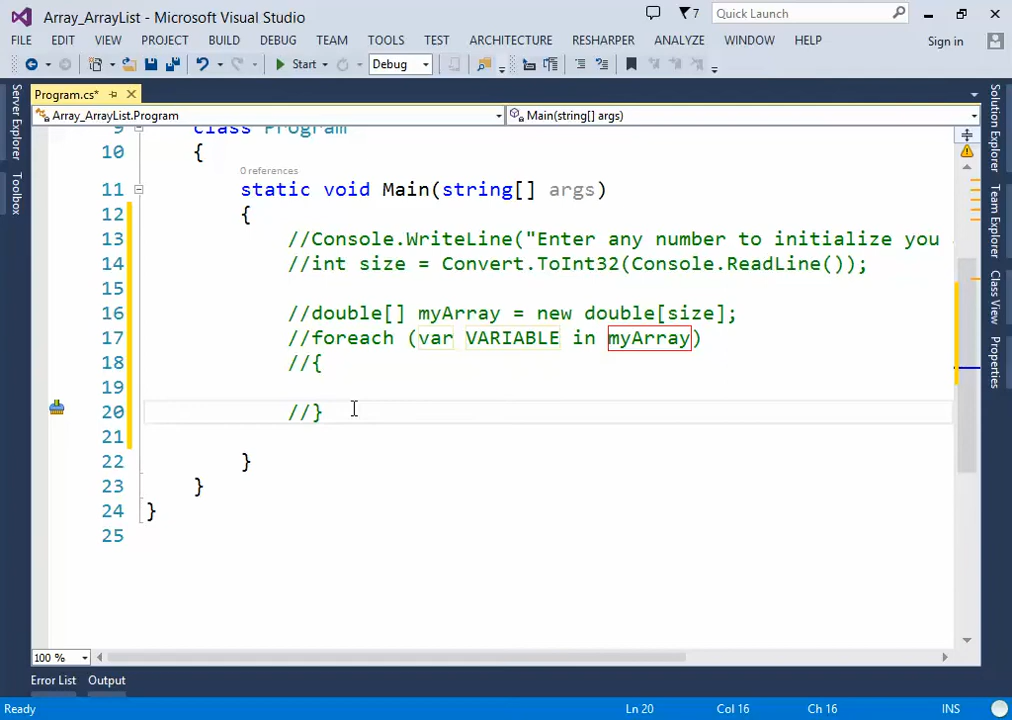 Array_ArrayList - Microsoft Visual Studio
7
Quick Launch
FILE EDIT VIEW PROJECT BUILD DEBUG TEAM TOOLS TEST ARCHITECTURE RESHARPER ANALYZE WINDOW HELP
Sign in
Start
Debug
Server Explorer
Toolbox
Program.cs*
Array_ArrayList.Program
Main(string[] args)
9 class Program
10 {
0 references
11 static void Main(string[] args)
12 {
13 //Console.WriteLine("Enter any number to initialize you
14 //int size = Convert.ToInt32(Console.ReadLine());
15
16 //double[] myArray = new double[size];
17 //foreach (var VARIABLE in myArray)
18 //{
19
20 //}
21
22 }
23 }
24 }
25
Solution Explorer
Team Explorer
Class View
Properties
100 %
Error List Output
Ready
Ln 20
Col 16
Ch 16
INS